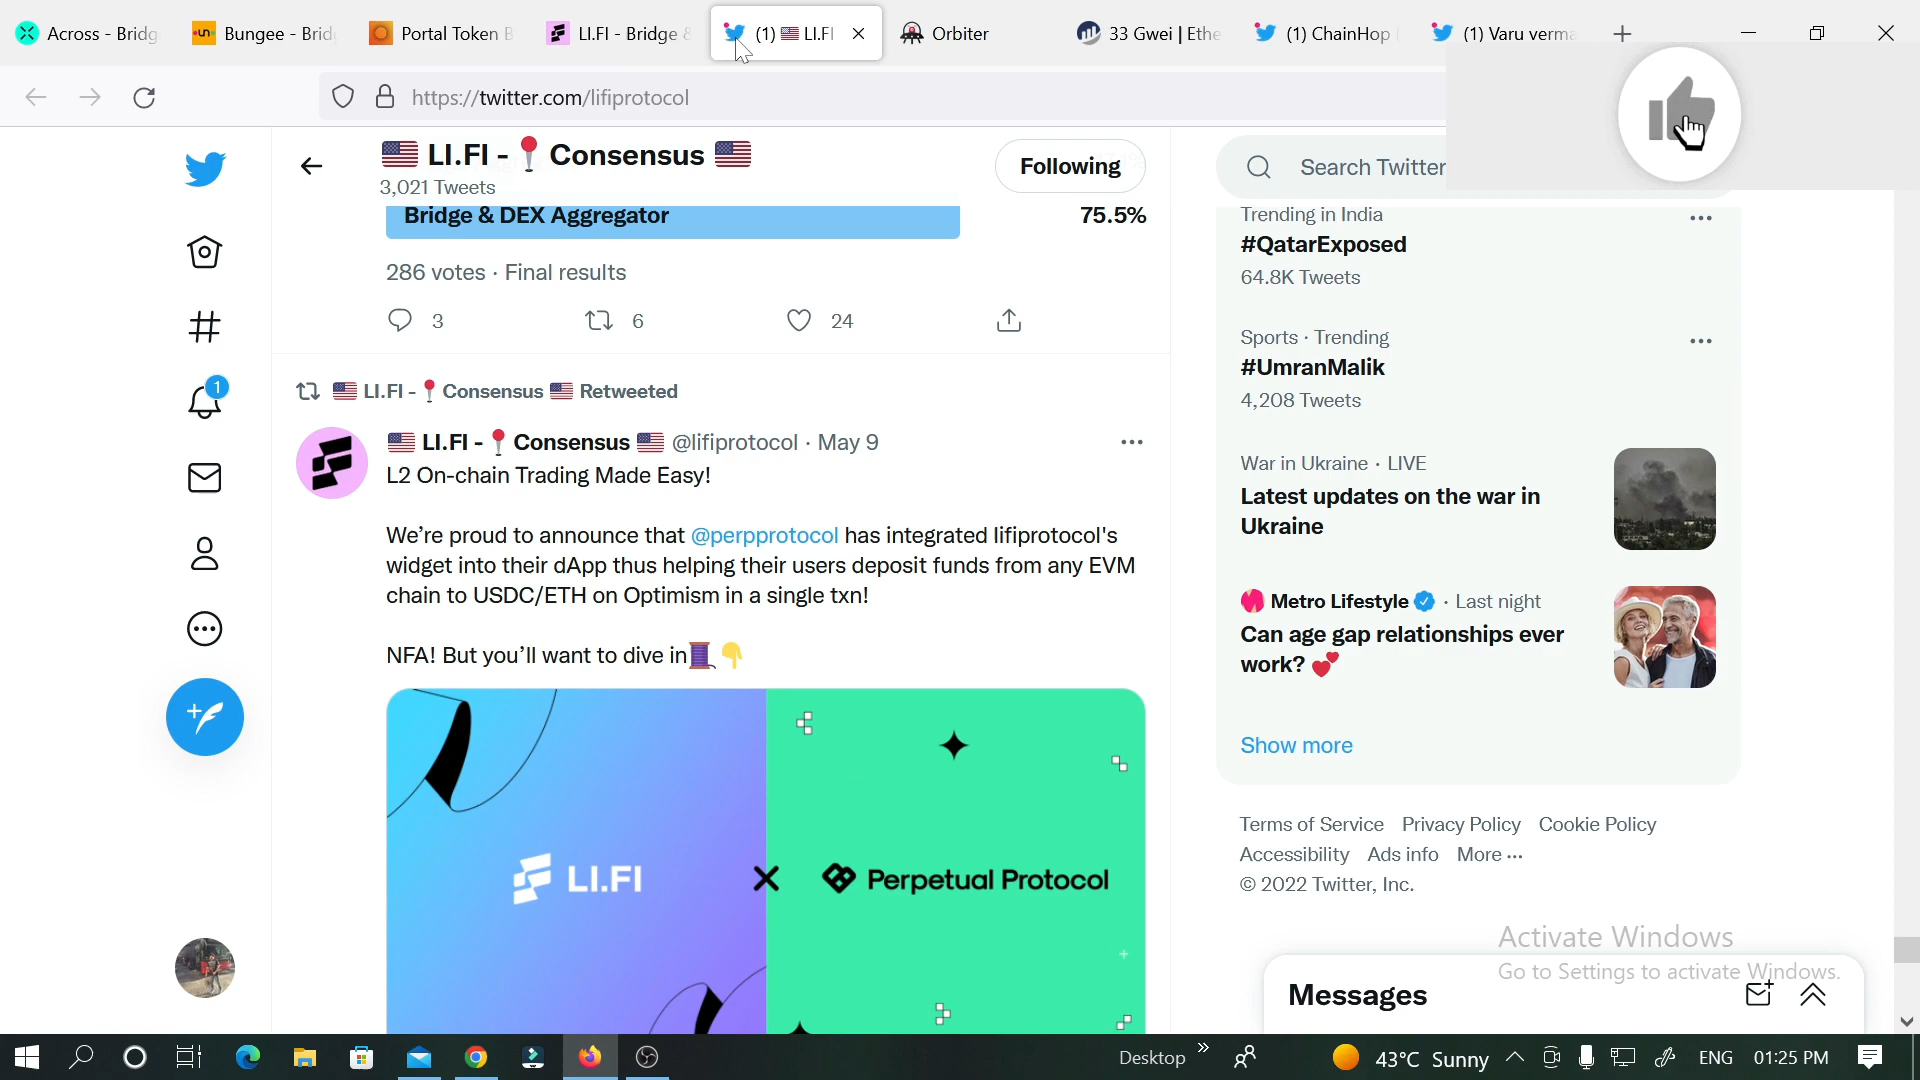 Across - Bridg
Bungee - Brid
Portal Token B
LI.FI - Bridge &
(1) 🇺🇸 LI.FI
Orbiter
33 Gwei | Ethe
(1) ChainHop
(1) Varu verma
https://twitter.com/lifiprotocol
🇺🇸 LI.FI - 📍 Consensus 🇺🇸
3,021 Tweets
Following
Search Twitter
Bridge & DEX Aggregator
75.5%
286 votes · Final results
3
6
24
🇺🇸 LI.FI - 📍 Consensus 🇺🇸 Retweeted
🇺🇸 LI.FI - 📍 Consensus 🇺🇸 @lifiprotocol · May 9
L2 On-chain Trading Made Easy!
We’re proud to announce that @perpprotocol has integrated lifiprotocol's
widget into their dApp thus helping their users deposit funds from any EVM
chain to USDC/ETH on Optimism in a single txn!
NFA! But you’ll want to dive in🧵👇
LI.FI
Perpetual Protocol
1
Trending in India
#QatarExposed
64.8K Tweets
Sports · Trending
#UmranMalik
4,208 Tweets
War in Ukraine · LIVE
Latest updates on the war in
Ukraine
Metro Lifestyle · Last night
Can age gap relationships ever
work? 💕
Show more
Terms of Service Privacy Policy Cookie Policy
Accessibility Ads info More ···
© 2022 Twitter, Inc.
Activate Windows
Go to Settings to activate Windows.
Messages
Desktop
43°C Sunny
ENG
01:25 PM